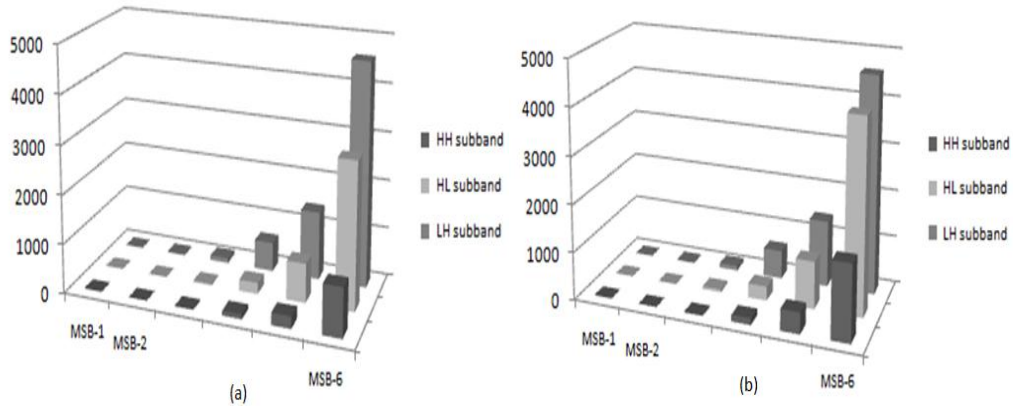 5000
4000
3000
2000
1000
0
MSB-1
MSB-2
MSB-6
HH subband
HL subband
LH subband
(a)
5000
4000
3000
2000
1000
0
MSB-1
MSB-2
MSB-6
HH subband
HL subband
LH subband
(b)